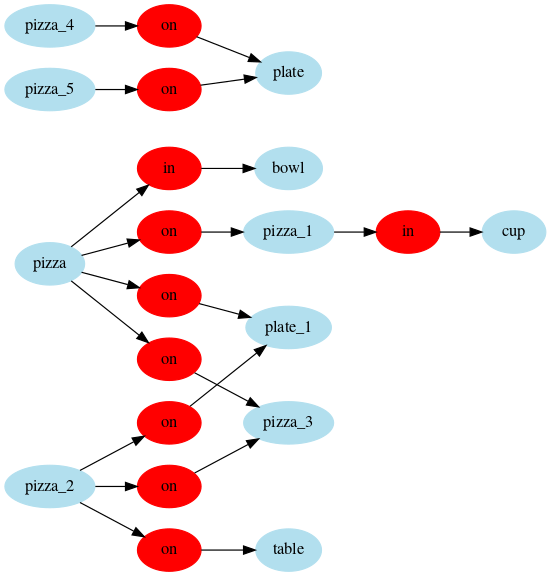 pizza_4 on
plate
pizza_5 on
in bowl
on pizza_1 in cup
pizza
on
plate_1
on
on pizza_3
pizza_2 on
on table